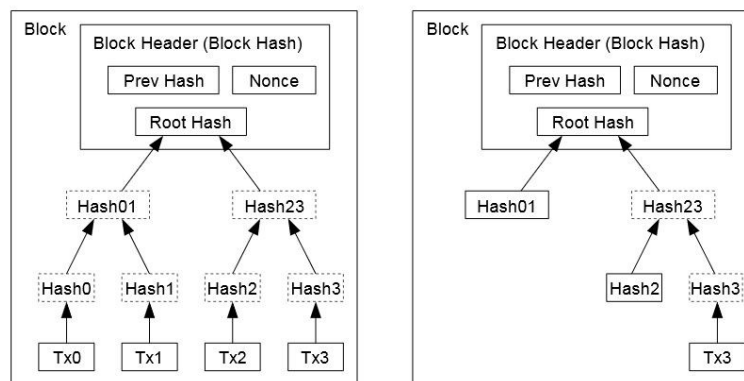 Block
Block Header (Block Hash)
Prev Hash
Nonce
Root Hash
Hash01
Hash23
Hash0
Hash1
Hash2
Hash3
Tx0
Tx1
Tx2
Tx3
Block
Block Header (Block Hash)
Prev Hash
Nonce
Root Hash
Hash01
Hash23
Hash2
Hash3
Tx3